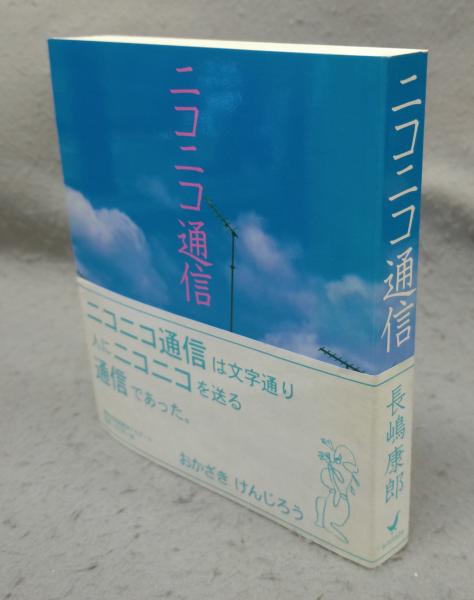 ニコニコ通信
ニコニコ通信は文字通り
人にニコニコを送る
通信であった。
おかざき けんじろう
ニコニコ通信
長嶋康郎